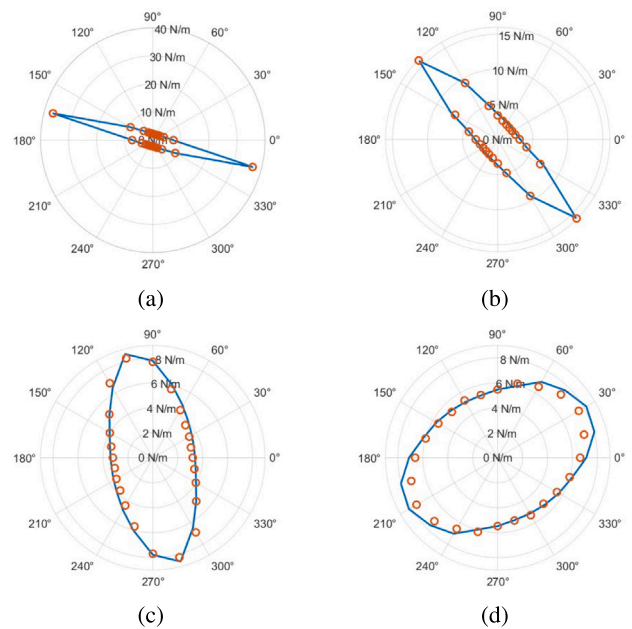 90°
120° 40 N/m 60°
30 N/m
150° 20 N/m 30°
10 N/m
180° 0 N/m 0°
210° 330°
240° 300°
270°
(a)
90°
120° 15 N/m 60°
150° 10 N/m 30°
5 N/m
180° 0 N/m 0°
210° 330°
240° 300°
270°
(b)
90°
120° 8 N/m 60°
150° 6 N/m 30°
4 N/m
2 N/m
180° 0 N/m 0°
210° 330°
240° 300°
270°
(c)
90°
120° 8 N/m 60°
150° 6 N/m 30°
4 N/m
2 N/m
180° 0 N/m 0°
210° 330°
240° 300°
270°
(d)